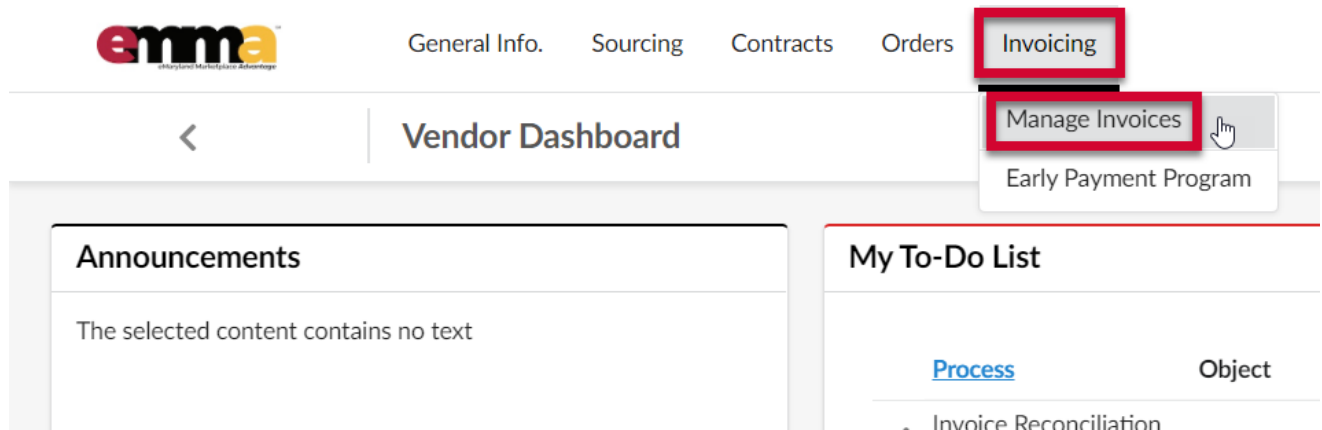 emma
eMaryland Marketplace Advantage
General Info. Sourcing Contracts Orders Invoicing
Manage Invoices
Early Payment Program
Vendor Dashboard
Announcements
The selected content contains no text
My To-Do List
Process Object
Invoice Reconciliation